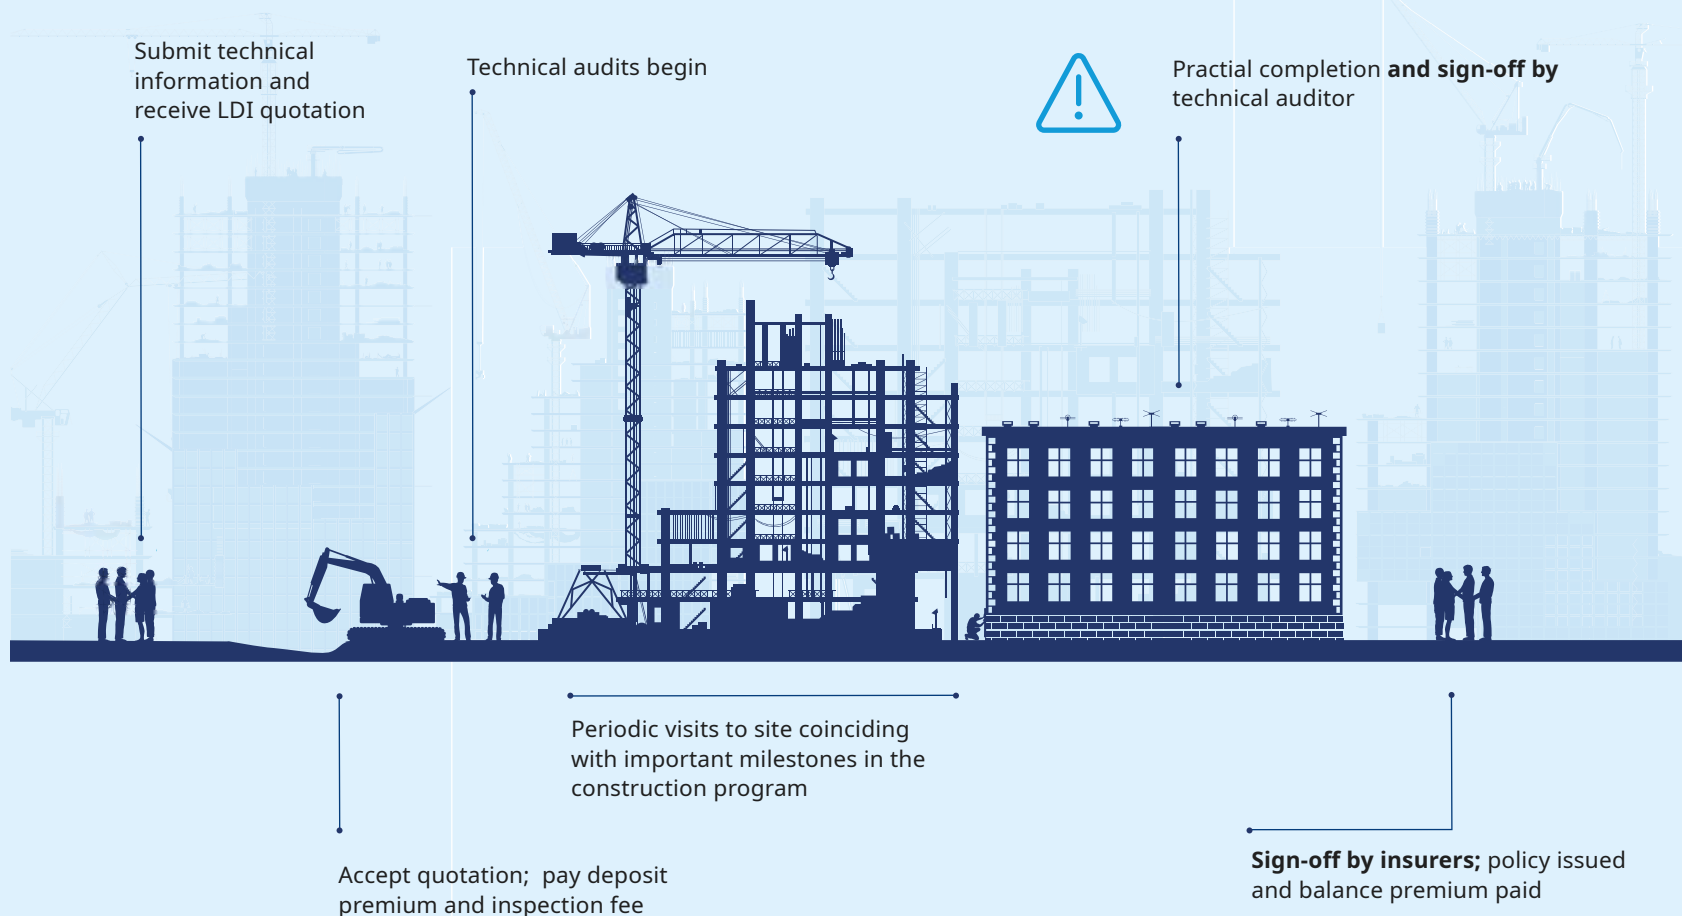 Submit technical
information and
receive LDI quotation
Technical audits begin
Practial completion and sign-off by
technical auditor
Periodic visits to site coinciding
with important milestones in the
construction program
Accept quotation;  pay deposit
premium and inspection fee
Sign-off by insurers; policy issued
and balance premium paid